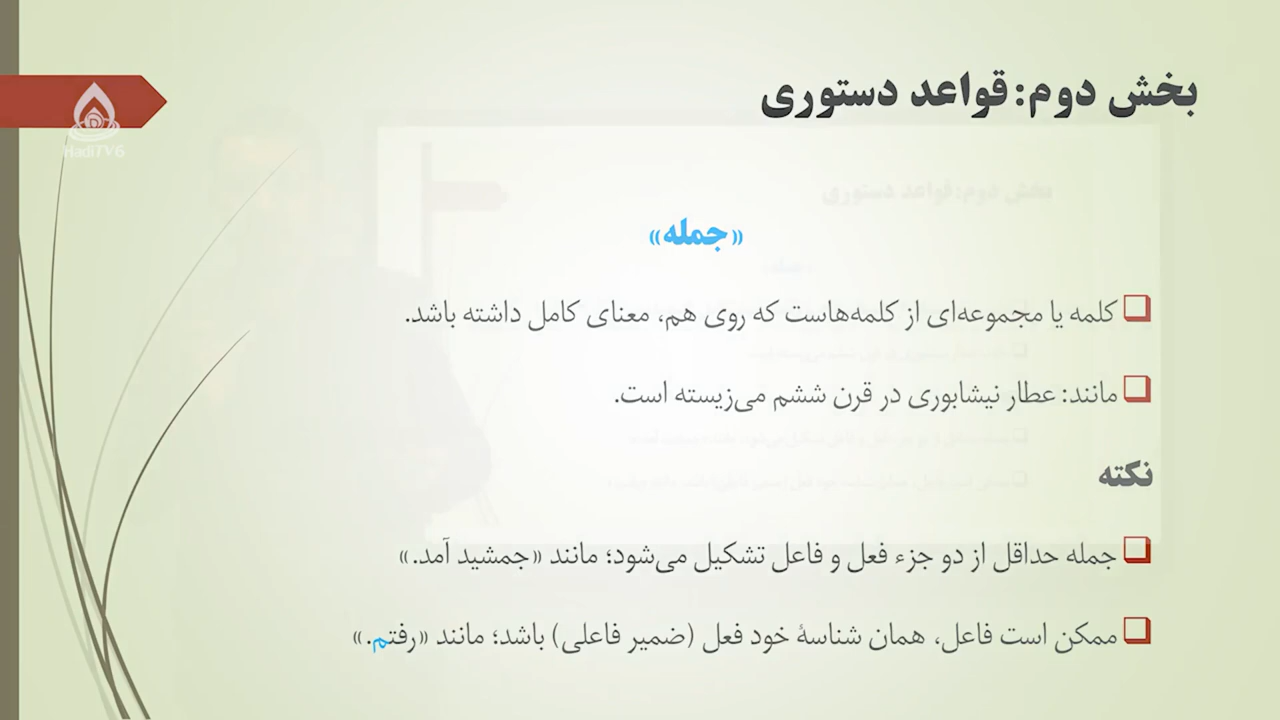 بخش دوم: قواعد دستوری
HadiTV6
«جمله»
کلمه یا مجموعه‌ای از کلمه‌هاست که روی هم، معنای کامل داشته باشد.
مانند: عطار نیشابوری در قرن ششم می‌زیسته است.
نکته
جمله حداقل از دو جزء فعل و فاعل تشکیل می‌شود؛ مانند «جمشید آمد.»
ممکن است فاعل، همان شناسهٔ خود فعل (ضمیر فاعلی) باشد؛ مانند «رفتم.»